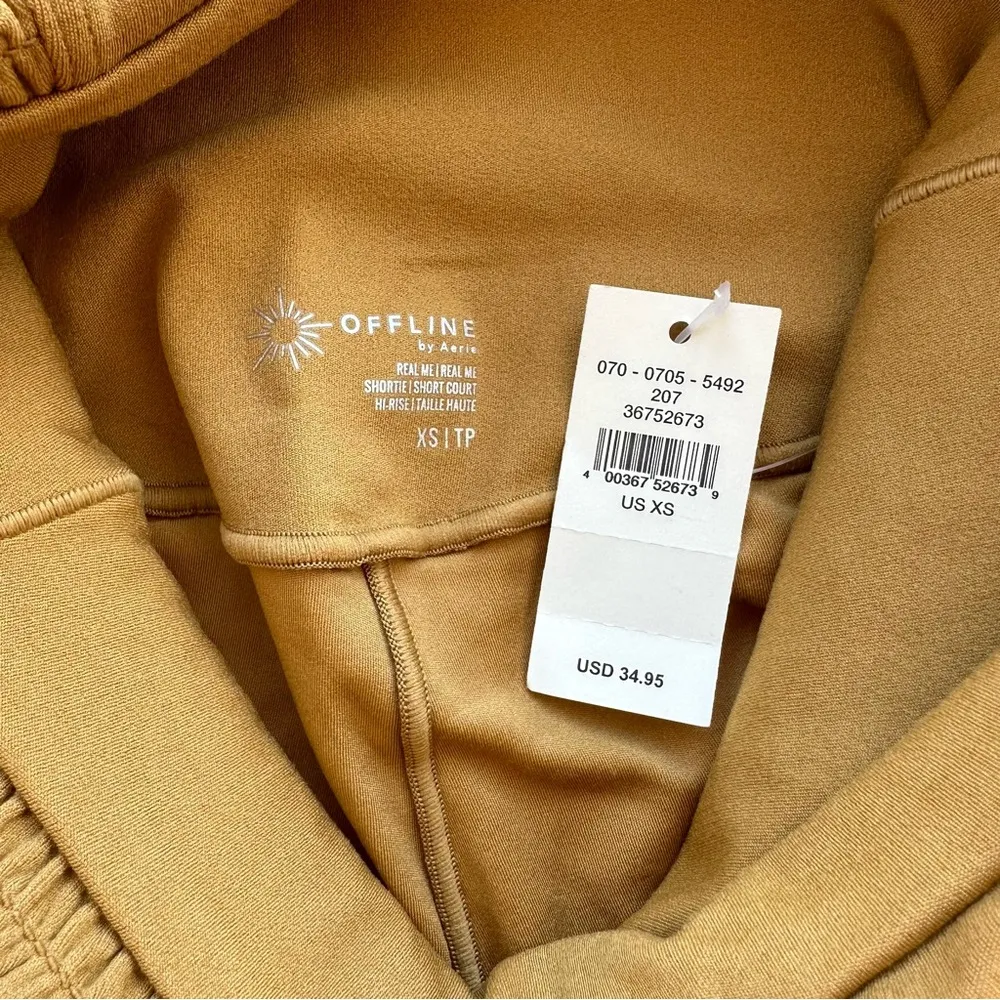 OFFLINE
by Aerie
REAL ME | REAL ME
SHORTIE | SHORT COURT
HI-RISE | TAILLE HAUTE
XS | TP
070 - 0705 - 5492
207
36752673
4 00367 52673 9
US XS
USD 34.95